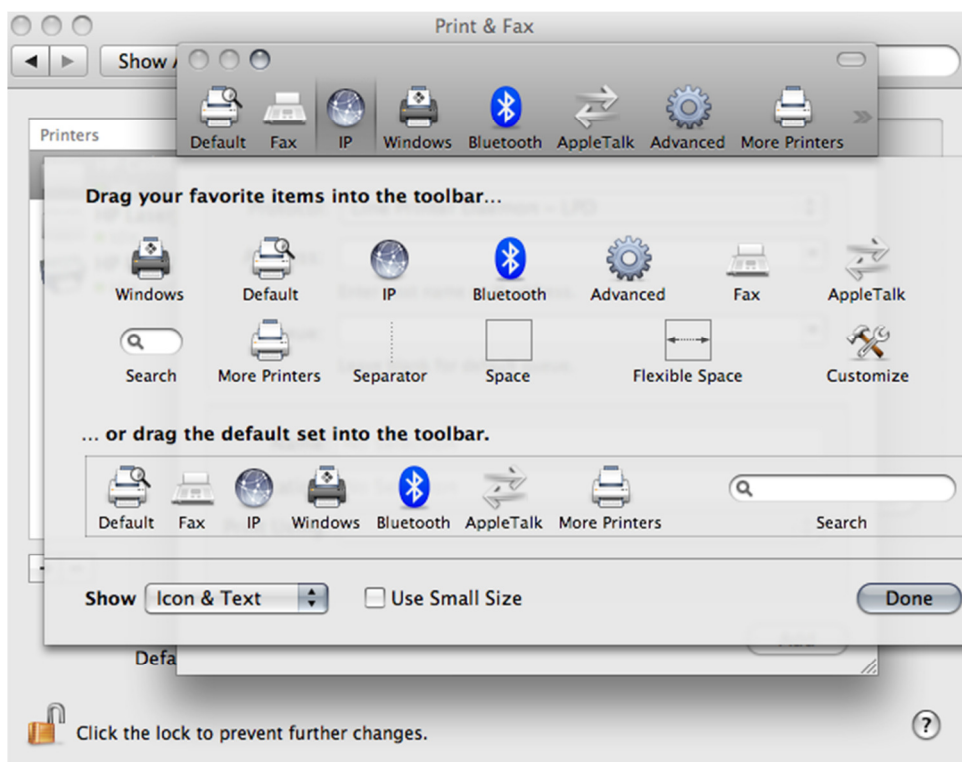 Print & Fax
Show
Default Fax IP Windows Bluetooth AppleTalk Advanced More Printers
Printers
Drag your favorite items into the toolbar...
Windows Default IP Bluetooth Advanced Fax AppleTalk
Search More Printers Separator Space Flexible Space Customize
... or drag the default set into the toolbar.
Default Fax IP Windows Bluetooth AppleTalk More Printers Search
Show Icon & Text Use Small Size Done
Add
Defa
Click the lock to prevent further changes.
?